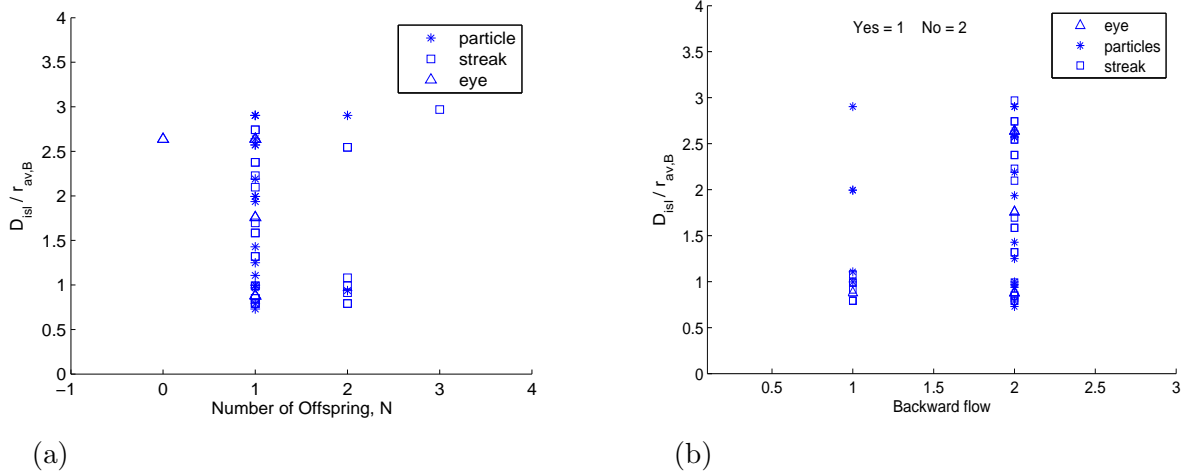 4
3.5
3
2.5
2
1.5
1
0.5
0
D_isl / r_av,B
particle
streak
eye
−1 0 1 2 3 4
Number of Offspring, N
(a)
4
3.5
3
2.5
2
1.5
1
0.5
0
D_isl / r_av,B
Yes = 1 No = 2
eye
particles
streak
0.5 1 1.5 2 2.5 3
Backward flow
(b)